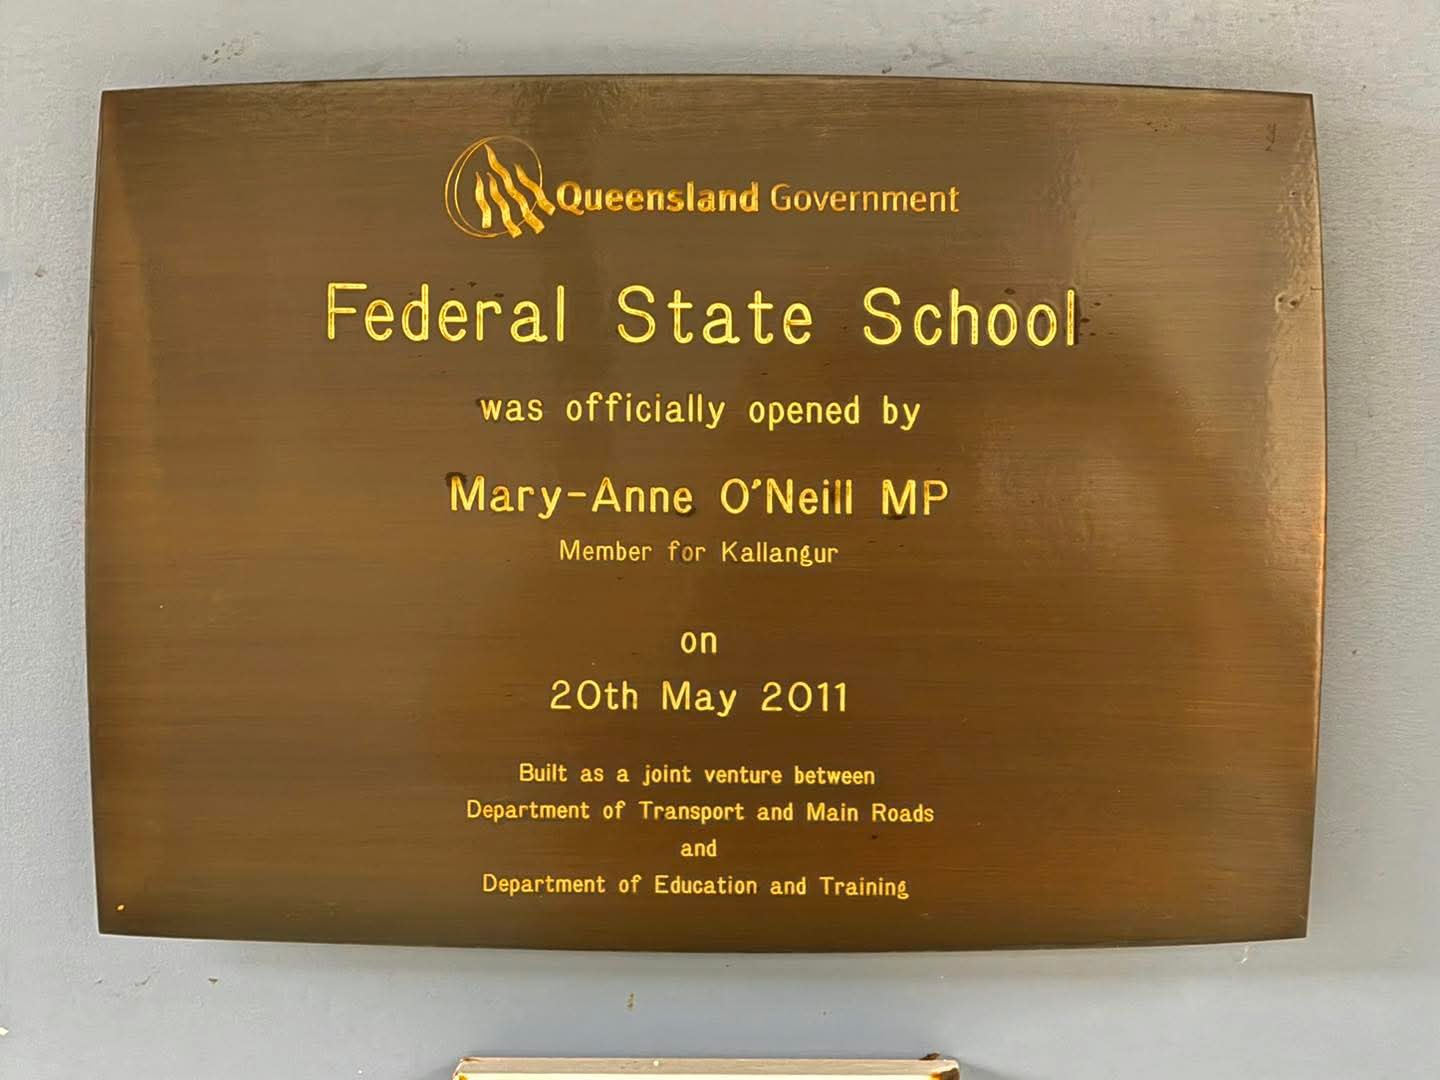 Queensland Government
Federal State School
was officially opened by
Mary-Anne O'Neill MP
Member for Kallangur
on
20th May 2011
Built as a joint venture between
Department of Transport and Main Roads
and
Department of Education and Training